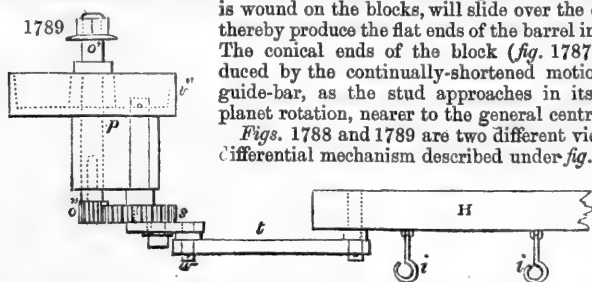 1789
is wound on the blocks, will slide over the
thereby produce the flat ends of the barrel in
The conical ends of the block (fig. 1787
duced by the continually-shortened motio
guide-bar, as the stud approaches in its
planet rotation, nearer to the general centr
Figs. 1788 and 1789 are two different vie
differential mechanism described under fig.
o'
v"
p
o"
s
t
H
u
i
i